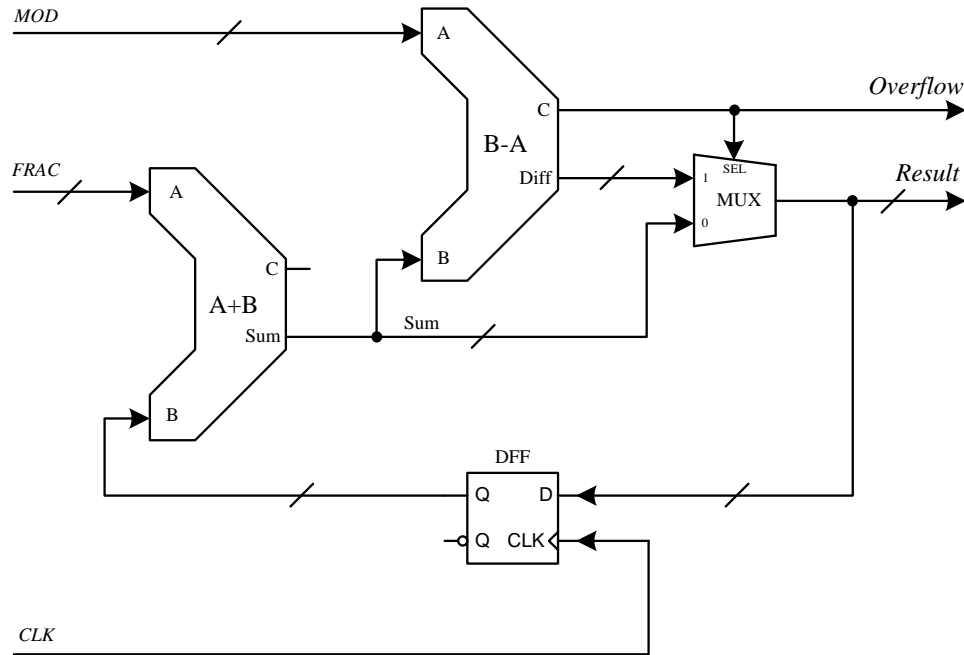 MOD
A
Overflow
C
B-A
FRAC
SEL
A
Diff
1
Result
MUX
0
B
C
A+B
Sum
Sum
B
DFF
Q
D
Q
CLK
CLK